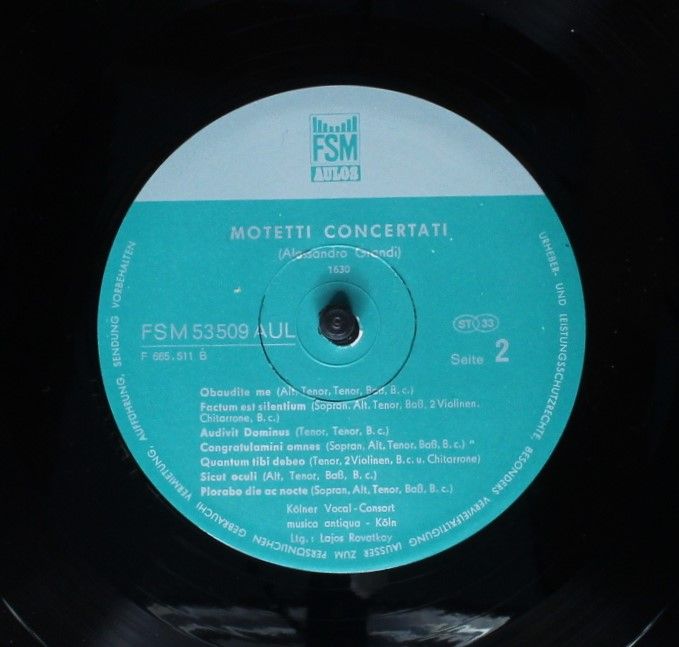 FSM
AULOS
MOTETTI CONCERTATI
(Alessandro Grandi)
1630
FSM 53 509 AUL
F 665.511 B
ST 33
Seite 2
Obaudite me (Alt, Tenor, Tenor, Baß, B. c.)
Factum est silentium (Sopran, Alt, Tenor, Baß, 2 Violinen.
Chitarrone, B. c.)
Audivit Dominus (Tenor, Tenor, B. c.)
Congratulamini omnes (Sopran, Alt, Tenor, Baß, B. c.) "
Quantum tibi debeo (Tenor, 2 Violinen, B. c. u. Chitarrone)
Sicut oculi (Alt, Tenor, Baß, B. c.)
Plorabo die ac nocte (Sopran, Alt, Tenor, Baß, B. c.)
Kölner Vocal-Consort
musica antiqua - Köln
Ltg.: Lajos Rovatkay
URHEBER- UND LEISTUNGSSCHUTZRECHTE BESONDERS VERVIELFÄLTIGUNG (AUSSER ZUM PERSÖNLICHEN GEBRAUCH) VERMIETUNG, AUFFÜHRUNG, SENDUNG VORBEHALTEN